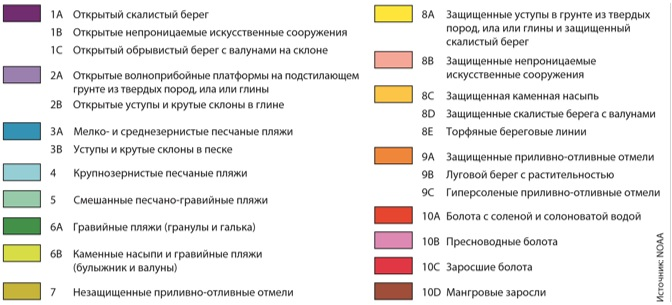 1A Открытый скалистый берег
1B Открытые непроницаемые искусственные сооружения
1C Открытый обрывистый берег с валунами на склоне
2A Открытые волноприбойные платформы на подстилающем
грунте из твердых пород, ила или глины
2B Открытые уступы и крутые склоны в глине
3A Мелко- и среднезернистые песчаные пляжи
3B Уступы и крутые склоны в песке
4 Крупнозернистые песчаные пляжи
5 Смешанные песчано-гравийные пляжи
6A Гравийные пляжи (гранулы и галька)
6B Каменные насыпи и гравийные пляжи
(булыжник и валуны)
7 Незащищенные приливно-отливные отмели
8A Защищенные уступы в грунте из твердых
пород, ила или глины и защищенный
скалистый берег
8B Защищенные непроницаемые
искусственные сооружения
8C Защищенная каменная насыпь
8D Защищенные скалистые берега с валунами
8E Торфяные береговые линии
9A Защищенные приливно-отливные отмели
9B Луговой берег с растительностью
9C Гиперсоленые приливно-отливные отмели
10A Болота с соленой и солоноватой водой
10B Пресноводные болота
10C Заросшие болота
10D Мангровые заросли
Источник: NOAA